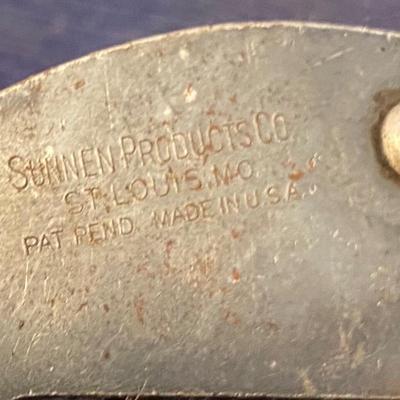 SUNNEN PRODUCTS CO.
ST. LOUIS, MO.
PAT. PEND. MADE IN U.S.A.